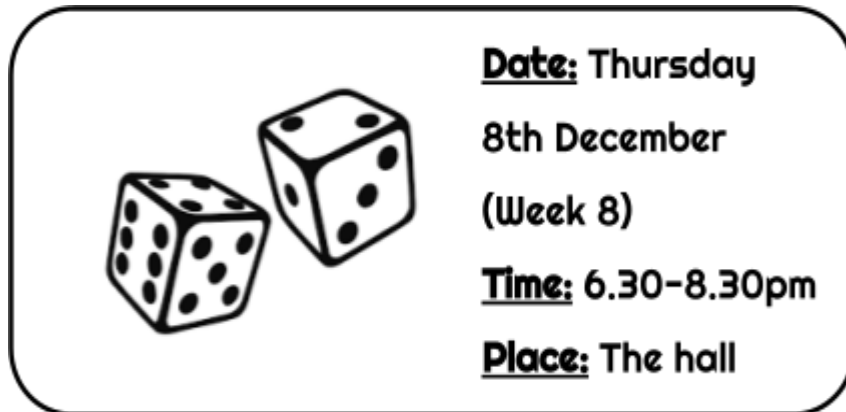 Date: Thursday
8th December
(Week 8)
Time: 6.30-8.30pm
Place: The hall